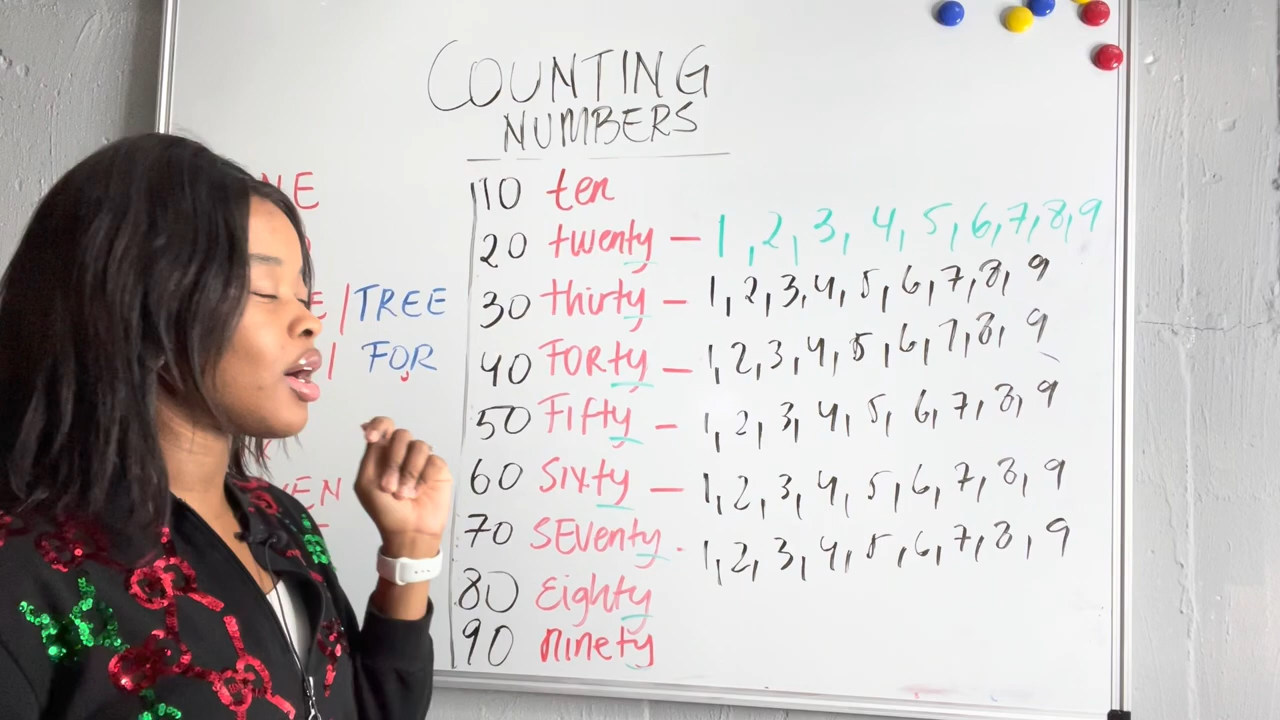 COUNTING
NUMBERS
NE
10 ten
20 twenty — 1, 2, 3, 4, 5, 6, 7, 8, 9
E / TREE
30 thirty — 1, 2, 3, 4, 5, 6, 7, 8, 9
/ FOR
40 FORty — 1, 2, 3, 4, 5, 6, 7, 8, 9
50 Fifty — 1, 2, 3, 4, 5, 6, 7, 8, 9
60 Sixty — 1, 2, 3, 4, 5, 6, 7, 8, 9
VEN
70 SEVenty - 1, 2, 3, 4, 5, 6, 7, 8, 9
80 Eighty
90 ninety